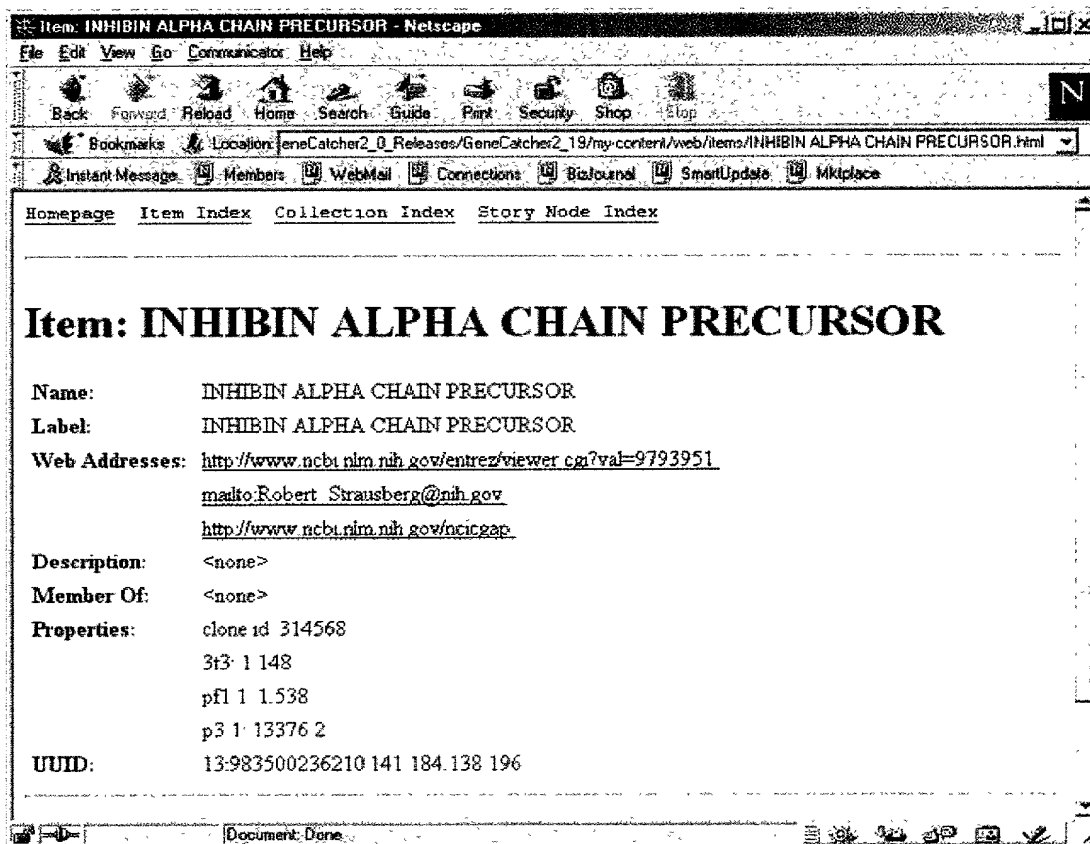 Item: INHIBIN ALPHA CHAIN PRECURSOR - Netscape
File Edit View Go Communicator Help
Back Forward Reload Home Search Guide Print Security Shop Stop
N
Bookmarks Location: eneCatcher2_0_Releases/GeneCatcher2_19/my-content/web/items/INHIBIN ALPHA CHAIN PRECURSOR.html
Instant Message Members WebMail Connections BizJournal SmartUpdate Mktplace
Homepage Item Index Collection Index Story Node Index
Item: INHIBIN ALPHA CHAIN PRECURSOR
Name: INHIBIN ALPHA CHAIN PRECURSOR
Label: INHIBIN ALPHA CHAIN PRECURSOR
Web Addresses: http://www.ncbi.nlm.nih.gov/entrez/viewer.cgi?val=9793951
mailto:Robert_Strausberg@nih.gov
http://www.ncbi.nlm.nih.gov/ncicgap
Description: <none>
Member Of: <none>
Properties: clone id 314568
3t3: 1 148
pf1 1 1.538
p3 1: 13376 2
UUID: 13:983500236210 141 184.138 196
Document: Done